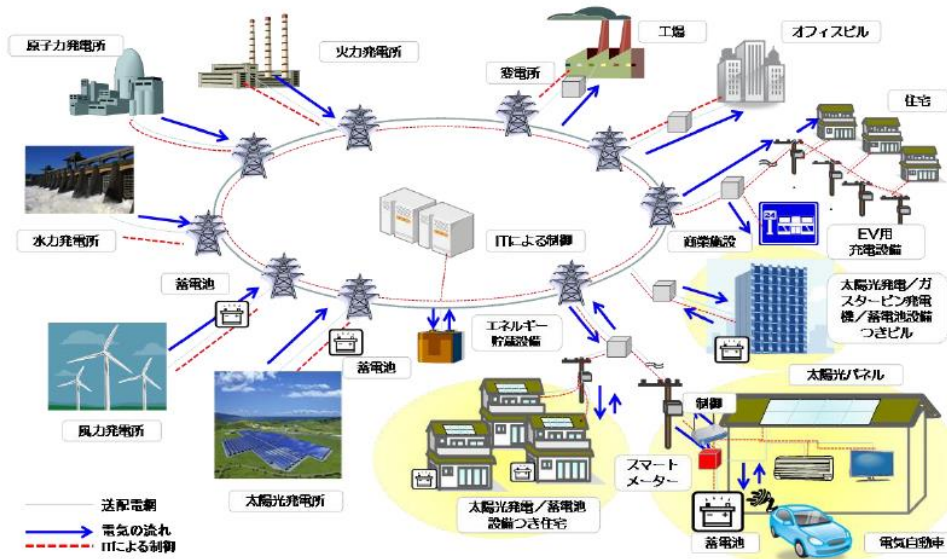 原子力発電所
火力発電所
変電所
工場
オフィスビル
住宅
水力発電所
ITによる制御
商業施設
EV用
充電設備
蓄電池
蓄電池
エネルギー
貯蔵設備
太陽光発電/ガ
スタービン発電
機/蓄電池設備
つきビル
風力発電所
太陽光発電所
太陽光発電/蓄電池
設備つき住宅
スマート
メーター
制御
太陽光パネル
蓄電池
電気自動車
送配電網
電気の流れ
ITによる制御